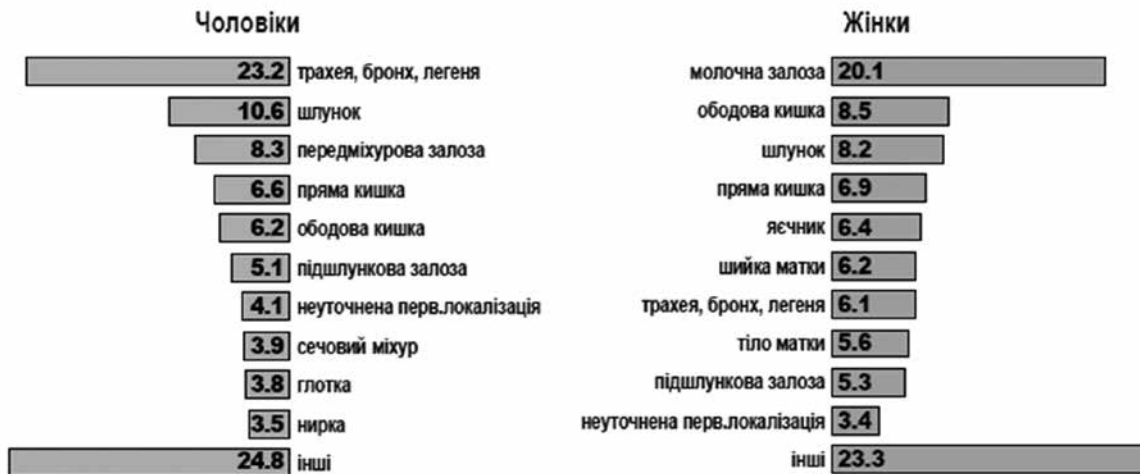 Чоловіки
23.2 трахея, бронх, легеня
10.6 шлунок
8.3 передміхурова залоза
6.6 пряма кишка
6.2 ободова кишка
5.1 підшлункова залоза
4.1 неуточнена перв.локалізація
3.9 сечовий міхур
3.8 глотка
3.5 нирка
24.8 інші
Жінки
молочна залоза 20.1
ободова кишка 8.5
шлунок 8.2
пряма кишка 6.9
яєчник 6.4
шийка матки 6.2
трахея, бронх, легеня 6.1
тіло матки 5.6
підшлункова залоза 5.3
неуточнена перв.локалізація 3.4
інші 23.3